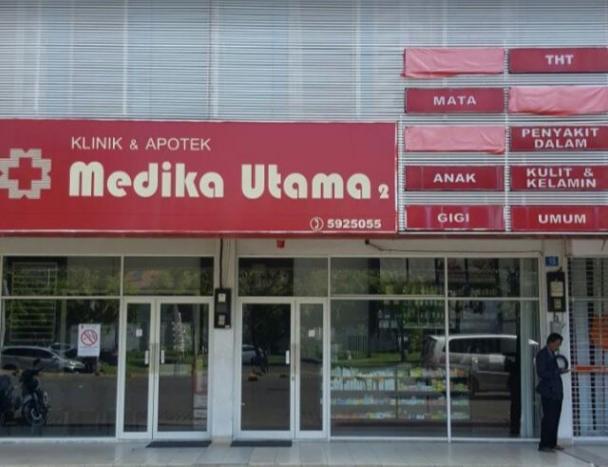 KLINIK & APOTEK
Medika Utama 2
5925055
THT
MATA
PENYAKIT
DALAM
ANAK
KULIT &
KELAMIN
GIGI
UMUM